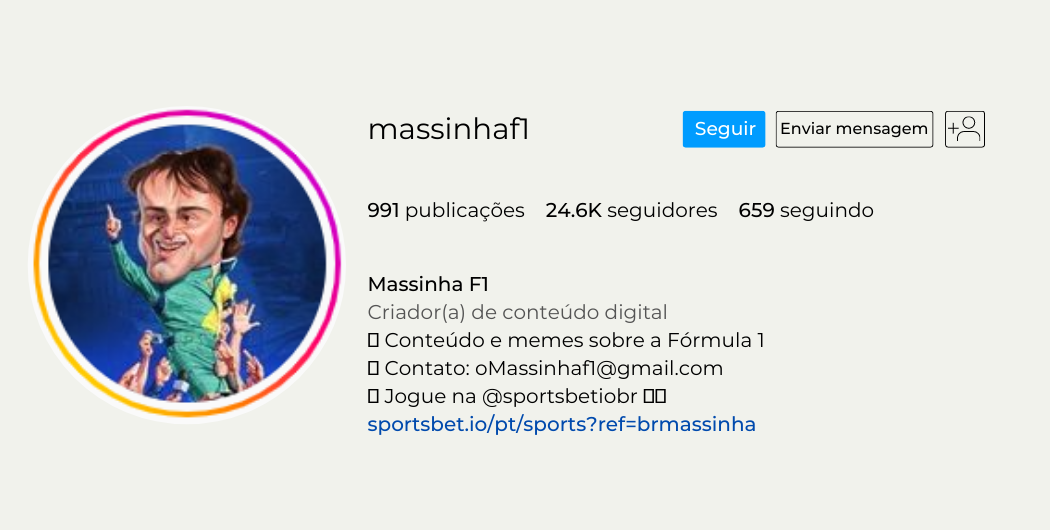 massinhaf1
Seguir
Enviar mensagem
991 publicações 24.6K seguidores 659 seguindo
Massinha F1
Criador(a) de conteúdo digital
Conteúdo e memes sobre a Fórmula 1
Contato: oMassinhaf1@gmail.com
Jogue na @sportsbetiobr
sportsbet.io/pt/sports?ref=brmassinha